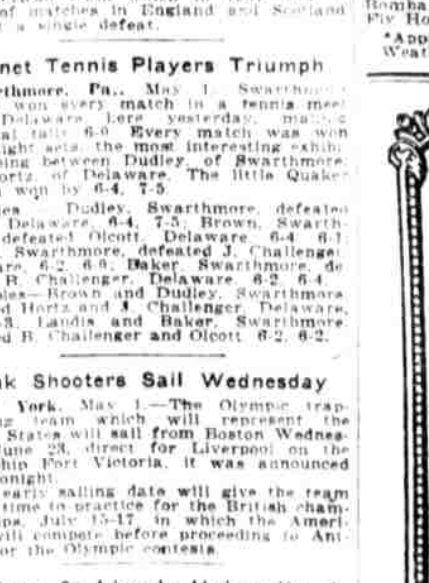 of matches in England and Scotland
a single defeat.
net Tennis Players Triumph
rthmore, Pa., May 1. Swarthmore
won every match in a tennis meet
Delaware here yesterday,
al tally 6-0 Every match was won
ight sets, the most interesting exhibi-
ing between Dudley, of Swarthmore,
ortz, of Delaware. The little Quaker
won by 6-4, 7-5.
les Dudley, Swarthmore, defeated
Delaware, 6-4, 7-5; Brown, Swarth-
defeated Olcott, Delaware 6-4 6-1;
Swarthmore, defeated J. Challenger,
are, 6-2, 6-0; Baker, Swarthmore, de
R. Challenger, Delaware 6-2, 6-4.
les—Brown and Dudley, Swarthmore
d Hortz and J. Challenger, Delaware,
-3. Landis and Baker, Swarthmore,
d R. Challenger and Olcott 6-2, 6-2.
k Shooters Sail Wednesday
York, May 1.—The Olympic trap-
g team which will represent the
States will sail from Boston Wednes-
June 23, direct for Liverpool on the
hip Fort Victoria, it was announced
onight.
early sailing date will give the team
time to practice for the British cham-
ps, July 15-17, in which the Ameri-
will compete before proceeding to Ant-
or the Olympic contests.
Bomba
Fly Ho
*App
Weath